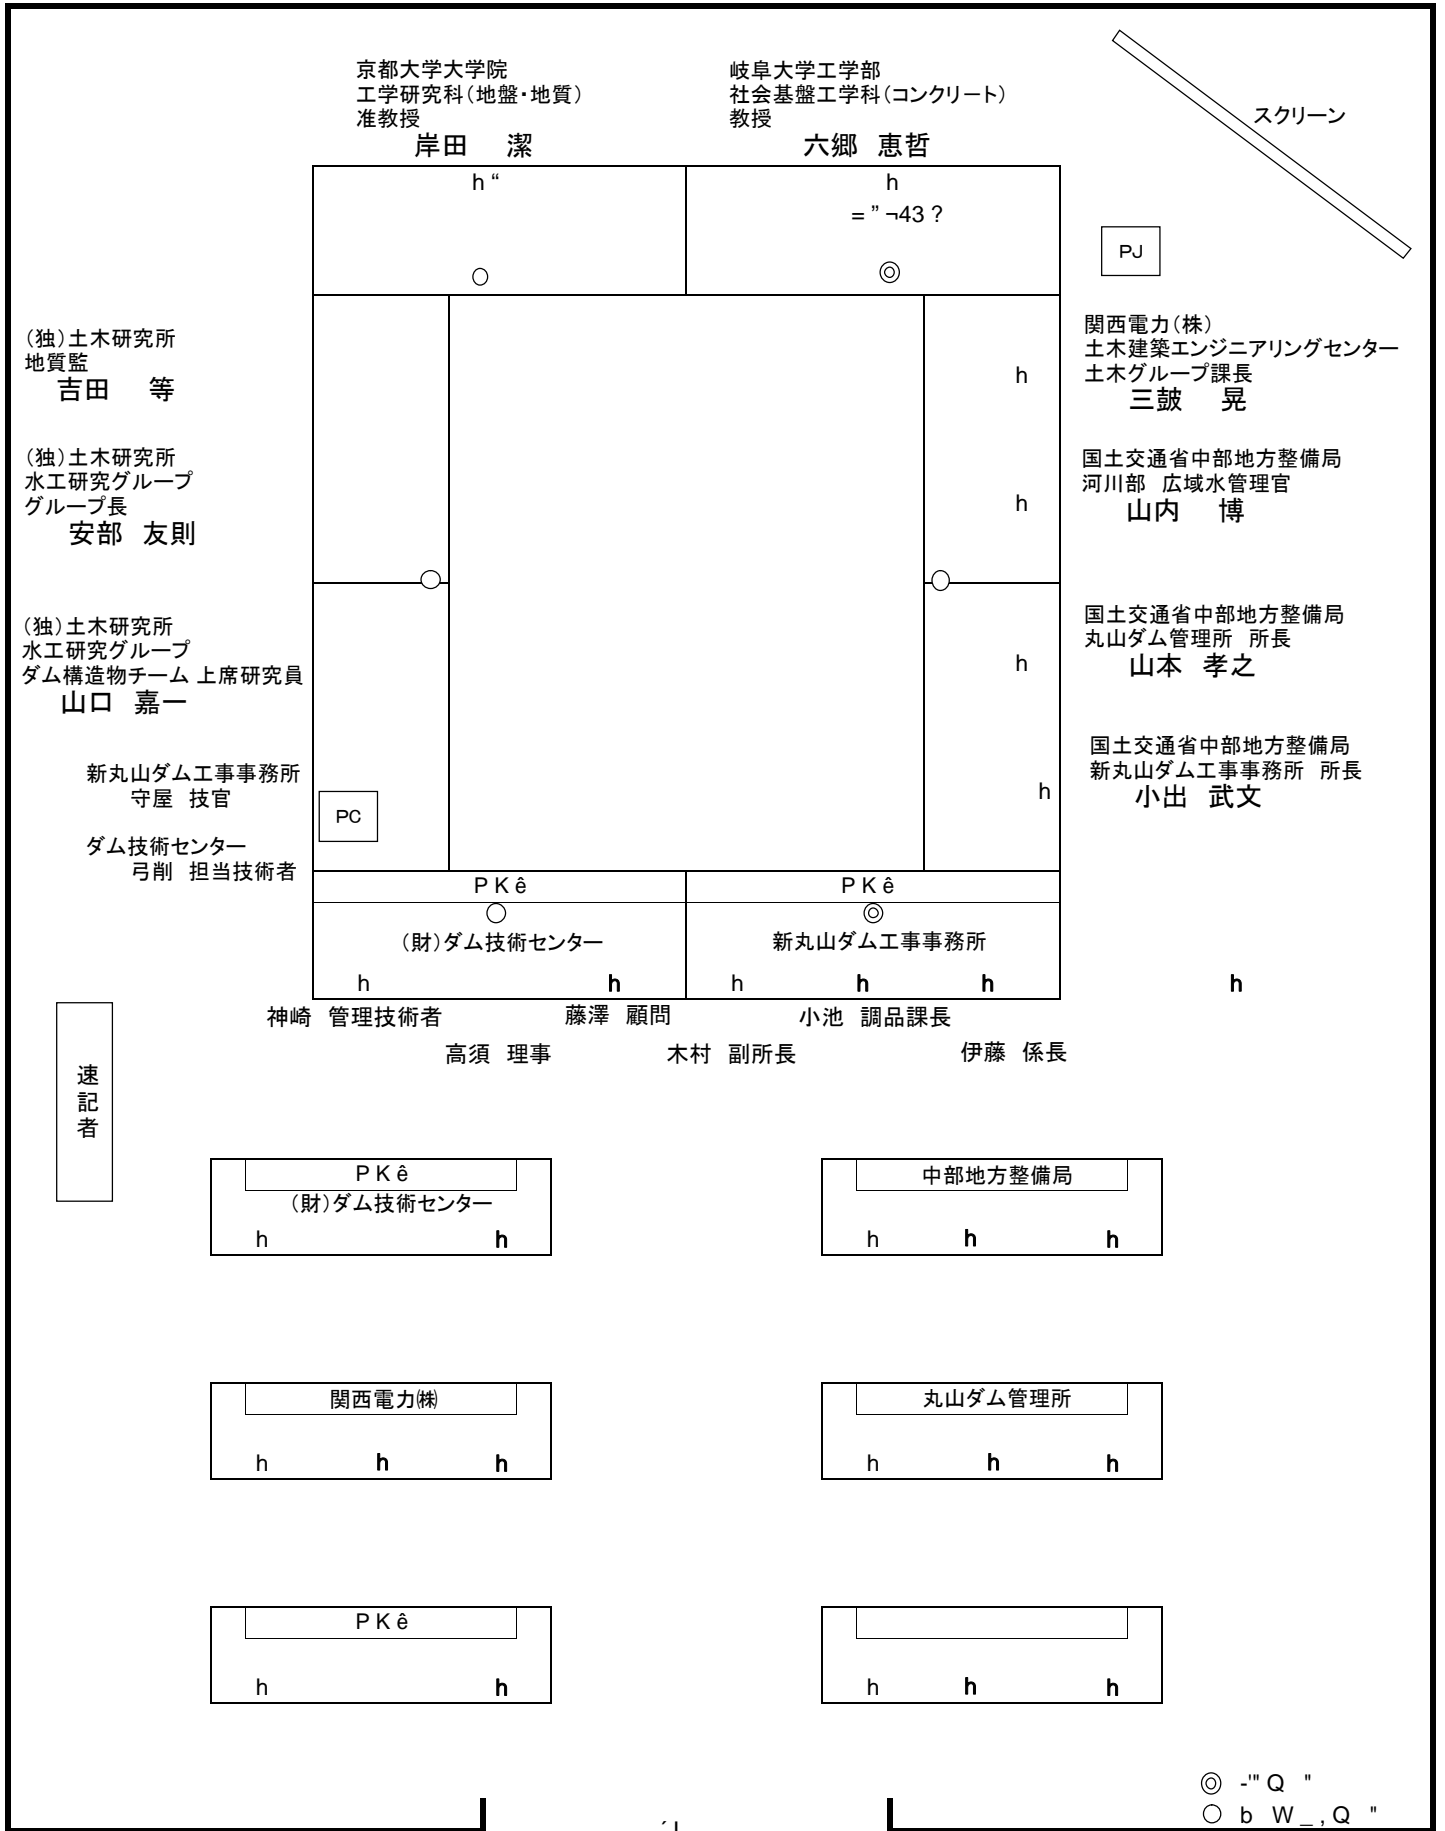 京都大学大学院
工学研究科（地盤・地質）
准教授
岸田　潔
岐阜大学工学部
社会基盤工学科（コンクリート）
教授
六郷　恵哲
スクリーン
h “
h
= ” ¬43 ?
PJ
（独）土木研究所
地質監
吉田　等
（独）土木研究所
水工研究グループ
グループ長
安部　友則
（独）土木研究所
水工研究グループ
ダム構造物チーム 上席研究員
山口　嘉一
新丸山ダム工事事務所
守屋　技官
ダム技術センター
弓削　担当技術者
PC
h
関西電力（株）
土木建築エンジニアリングセンター
土木グループ課長
三鼓　晃
h
国土交通省中部地方整備局
河川部　広域水管理官
山内　博
h
国土交通省中部地方整備局
丸山ダム管理所　所長
山本　孝之
h
国土交通省中部地方整備局
新丸山ダム工事事務所　所長
小出　武文
P K ê
P K ê
（財）ダム技術センター
新丸山ダム工事事務所
h h h h h h
神崎　管理技術者
藤澤　顧問
小池　調品課長
高須　理事
木村　副所長
伊藤　係長
速記者
P K ê
（財）ダム技術センター
h h
中部地方整備局
h h h
関西電力㈱
h h h
丸山ダム管理所
h h h
P K ê
h h
h h h
◎ -'" Q "
○ b W _ , Q "